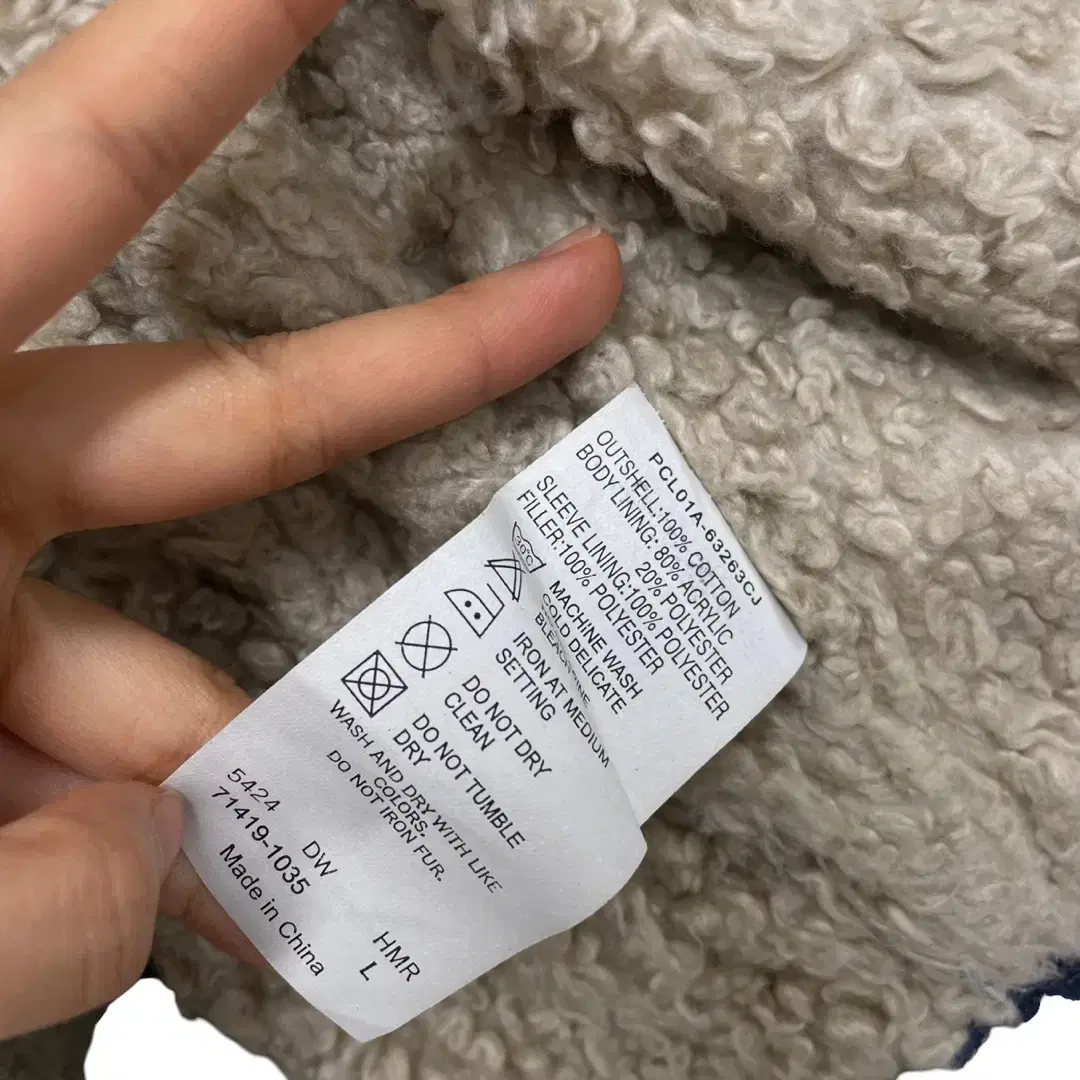 PCL01A-63263CJ
OUTSHELL:100% COTTON
BODY LINING: 80% ACRYLIC
20% POLYESTER
SLEEVE LINING:100% POLYESTER
FILLER:100% POLYESTER
30°C
MACHINE WASH
COLD DELICATE
IRON AT MEDIUM
SETTING
DO NOT DRY
CLEAN
DO NOT TUMBLE
DRY
WASH AND DRY WITH LIKE
COLORS.
DO NOT IRON FUR.
5424 DW
71419-1035 HMR
Made in China L